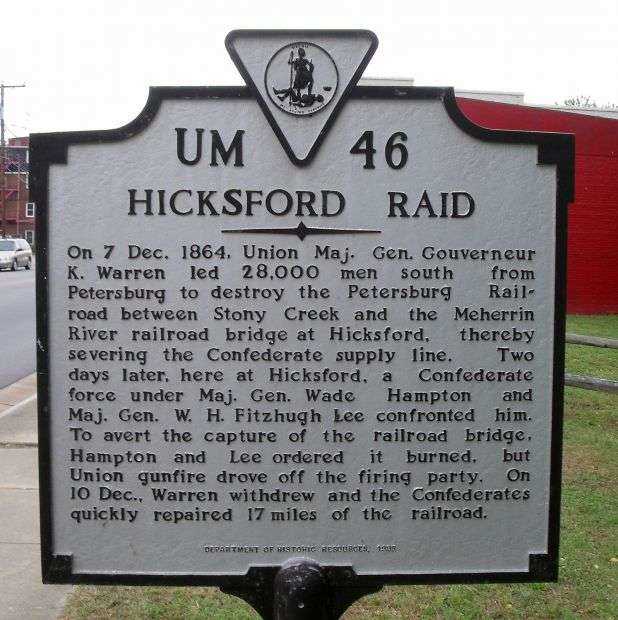 UM 46
HICKSFORD RAID
On 7 Dec. 1864, Union Maj. Gen. Gouverneur
K. Warren led 28,000 men south from
Petersburg to destroy the Petersburg Rail-
road between Stony Creek and the Meherrin
River railroad bridge at Hicksford, thereby
severing the Confederate supply line. Two
days later, here at Hicksford, a Confederate
force under Maj. Gen. Wade Hampton and
Maj. Gen. W. H. Fitzhugh Lee confronted him.
To avert the capture of the railroad bridge,
Hampton and Lee ordered it burned, but
Union gunfire drove off the firing party. On
10 Dec., Warren withdrew and the Confederates
quickly repaired 17 miles of the railroad.
DEPARTMENT OF HISTORIC RESOURCES,